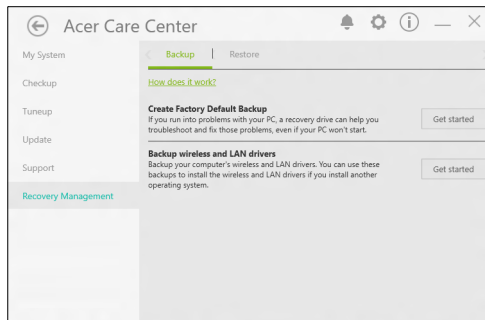 Acer Care Center
My System
Checkup
Tuneup
Update
Support
Recovery Management
Backup
Restore
How does it work?
Create Factory Default Backup
If you run into problems with your PC, a recovery drive can help you
troubleshoot and fix those problems, even if your PC won't start.
Get started
Backup wireless and LAN drivers
Backup your computer's wireless and LAN drivers. You can use these
backups to install the wireless and LAN drivers if you install another
operating system.
Get started